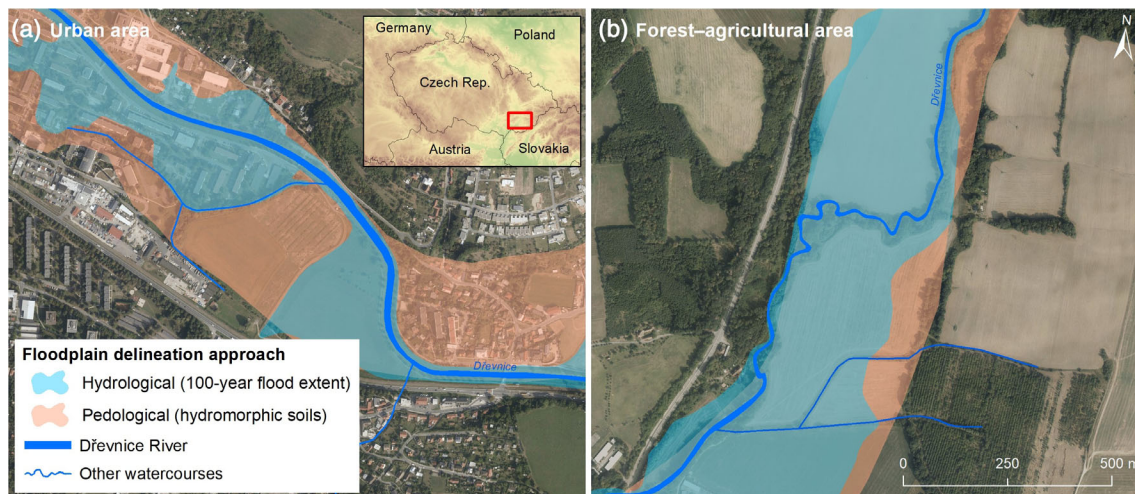 (a) Urban area
Germany
Poland
Czech Rep.
Austria
Slovakia
Dřevnice
Floodplain delineation approach
Hydrological (100-year flood extent)
Pedological (hydromorphic soils)
Dřevnice River
Other watercourses
(b) Forest–agricultural area
N
Dřevnice
0 250 500 m